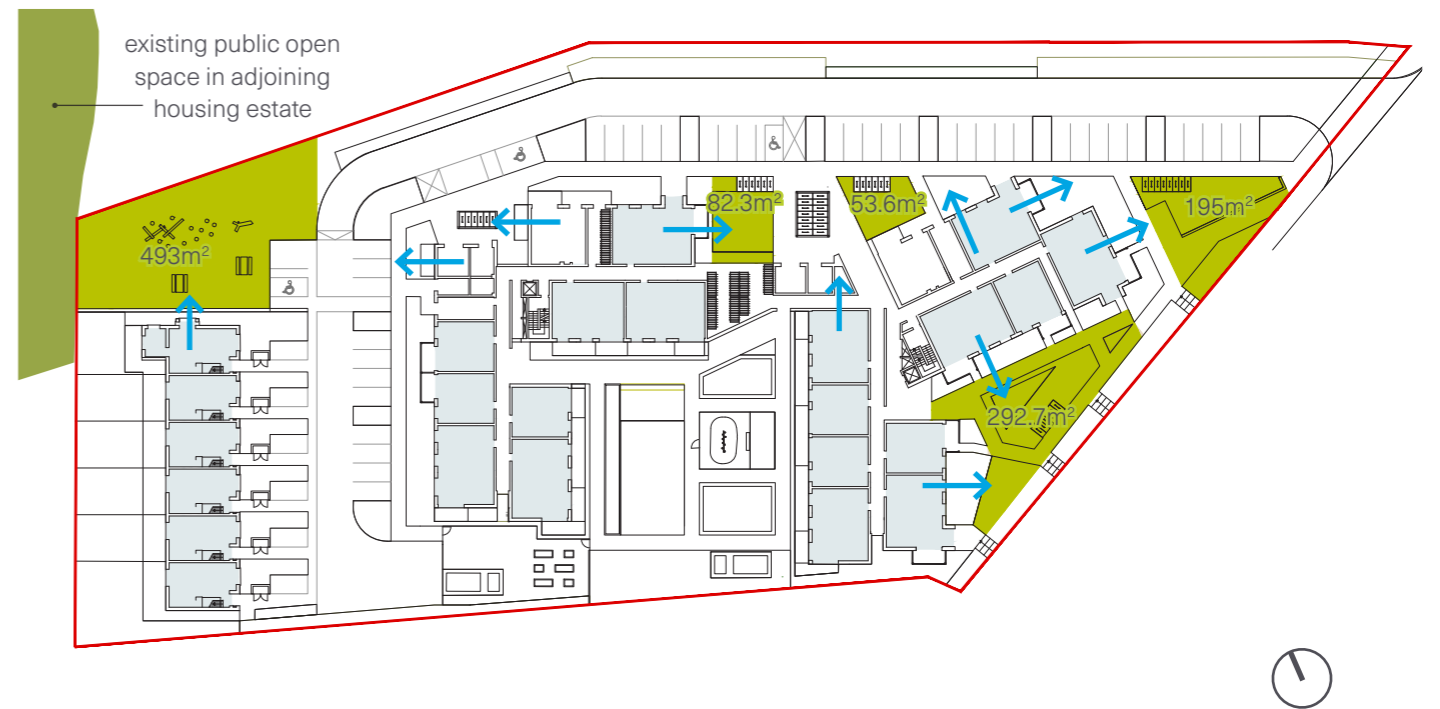 existing public open
space in adjoining
housing estate
82.3m²
53.6m²
195m²
493m²
292.7m²